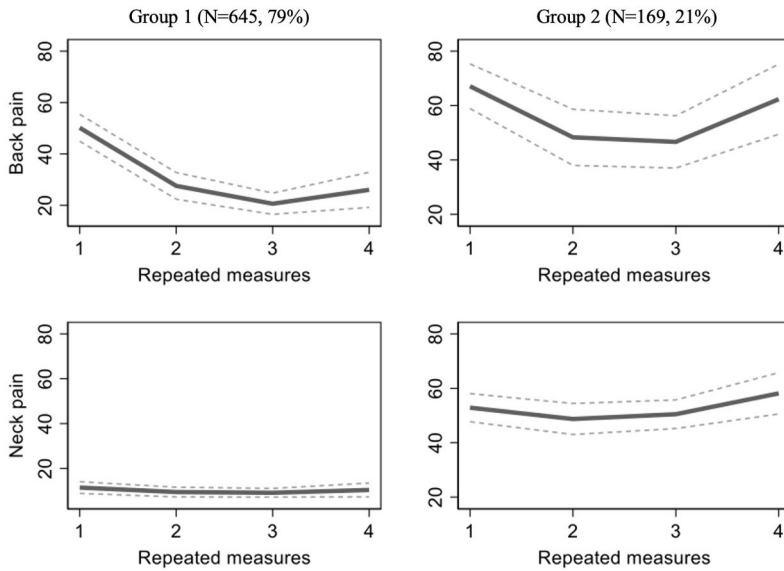 Group 1 (N=645, 79%)
Group 2 (N=169, 21%)
Back pain
80
60
40
20
1 2 3 4
Repeated measures
80
60
40
20
1 2 3 4
Repeated measures
Neck pain
80
60
40
20
1 2 3 4
Repeated measures
80
60
40
20
1 2 3 4
Repeated measures